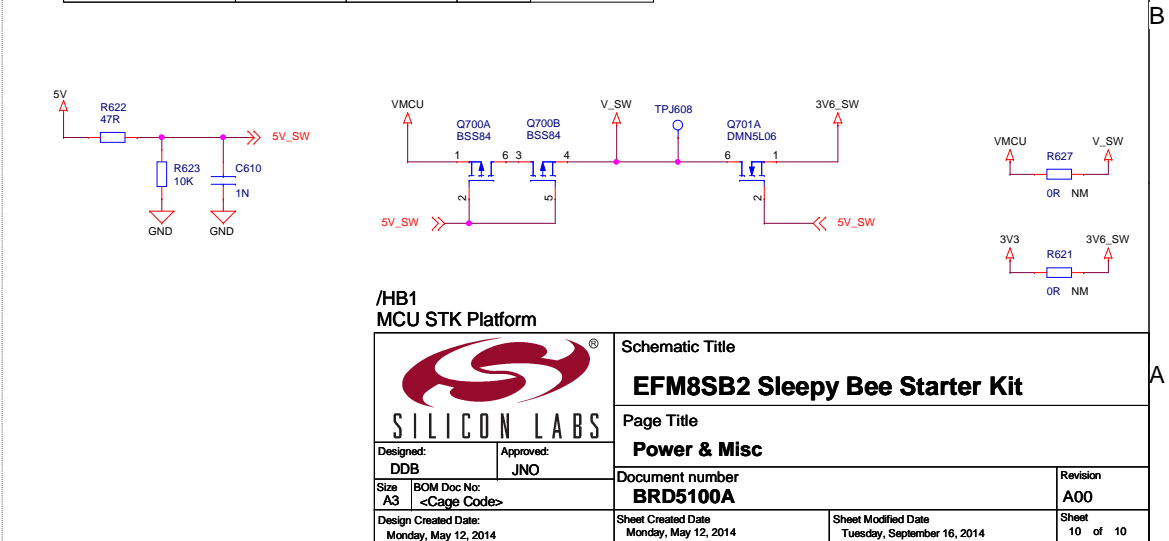 B
5V
R622
47R
5V_SW
R623
10K
C610
1N
GND
GND
VMCU
Q700A
BSS84
Q700B
BSS84
V_SW
TPJ608
Q701A
DMN5L06
3V6_SW
1
6
3
4
6
1
2
5
2
5V_SW
5V_SW
VMCU
R627
V_SW
0R
NM
3V3
R621
3V6_SW
0R
NM
/HB1
MCU STK Platform
®
SILICON LABS
Schematic Title
EFM8SB2 Sleepy Bee Starter Kit
A
Page Title
Power & Misc
Designed:
DDB
Approved:
JNO
Document number
BRD5100A
Revision
A00
Size
A3
BOM Doc No:
<Cage Code>
Design Created Date:
Monday, May 12, 2014
Sheet Created Date
Monday, May 12, 2014
Sheet Modified Date
Tuesday, September 16, 2014
Sheet
10 of 10